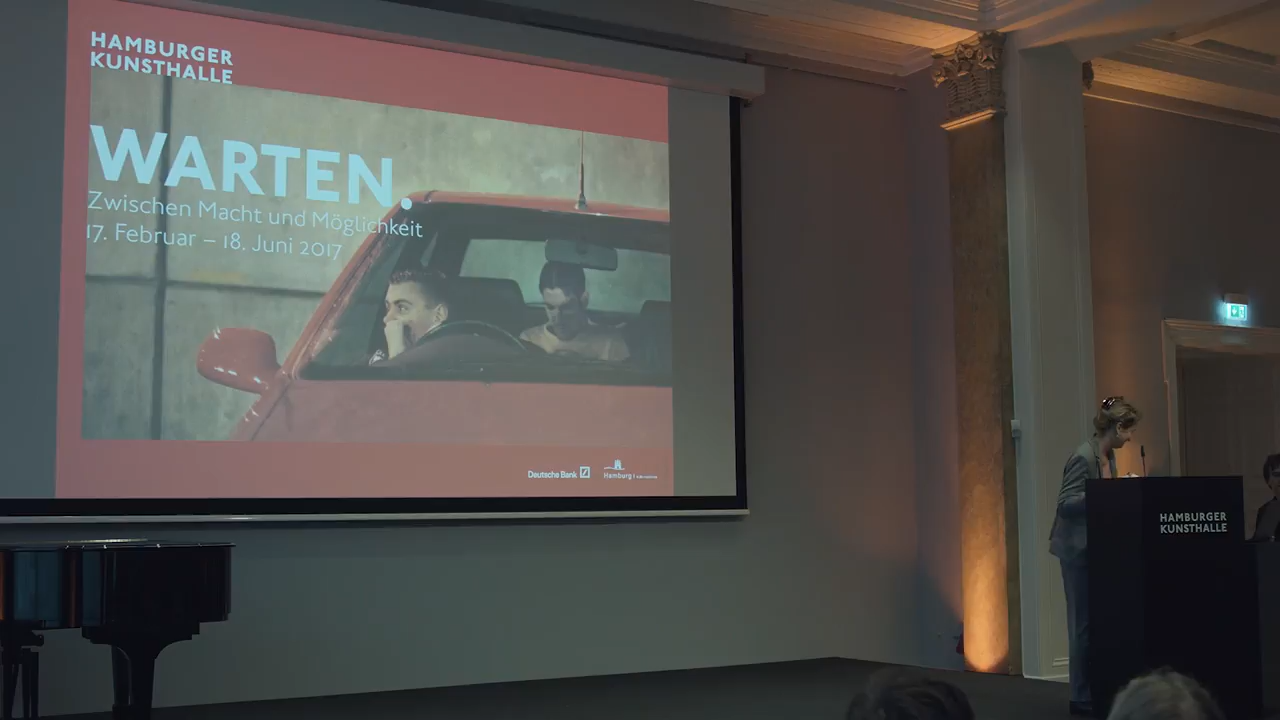 HAMBURGER
KUNSTHALLE
WARTEN.
Zwischen Macht und Möglichkeit
17. Februar – 18. Juni 2017
Deutsche Bank
Hamburg
HAMBURGER
KUNSTHALLE